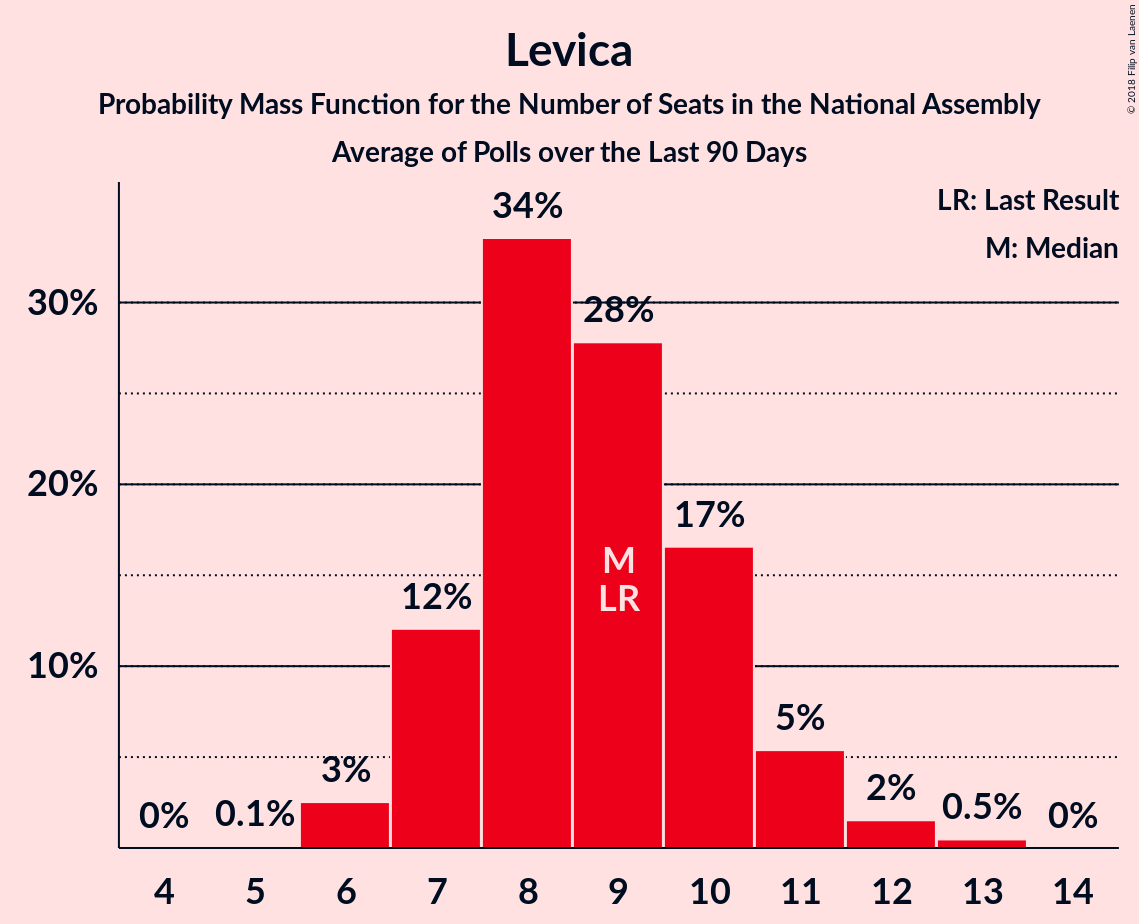 Levica
Probability Mass Function for the Number of Seats in the National Assembly
Average of Polls over the Last 90 Days
© 2018 Filip van Laenen
LR: Last Result
M: Median
34%
30%
28%
20%
17%
M
LR
12%
10%
5%
3%
2%
0%
0.1%
0.5%
0%
4 5 6 7 8 9 10 11 12 13 14